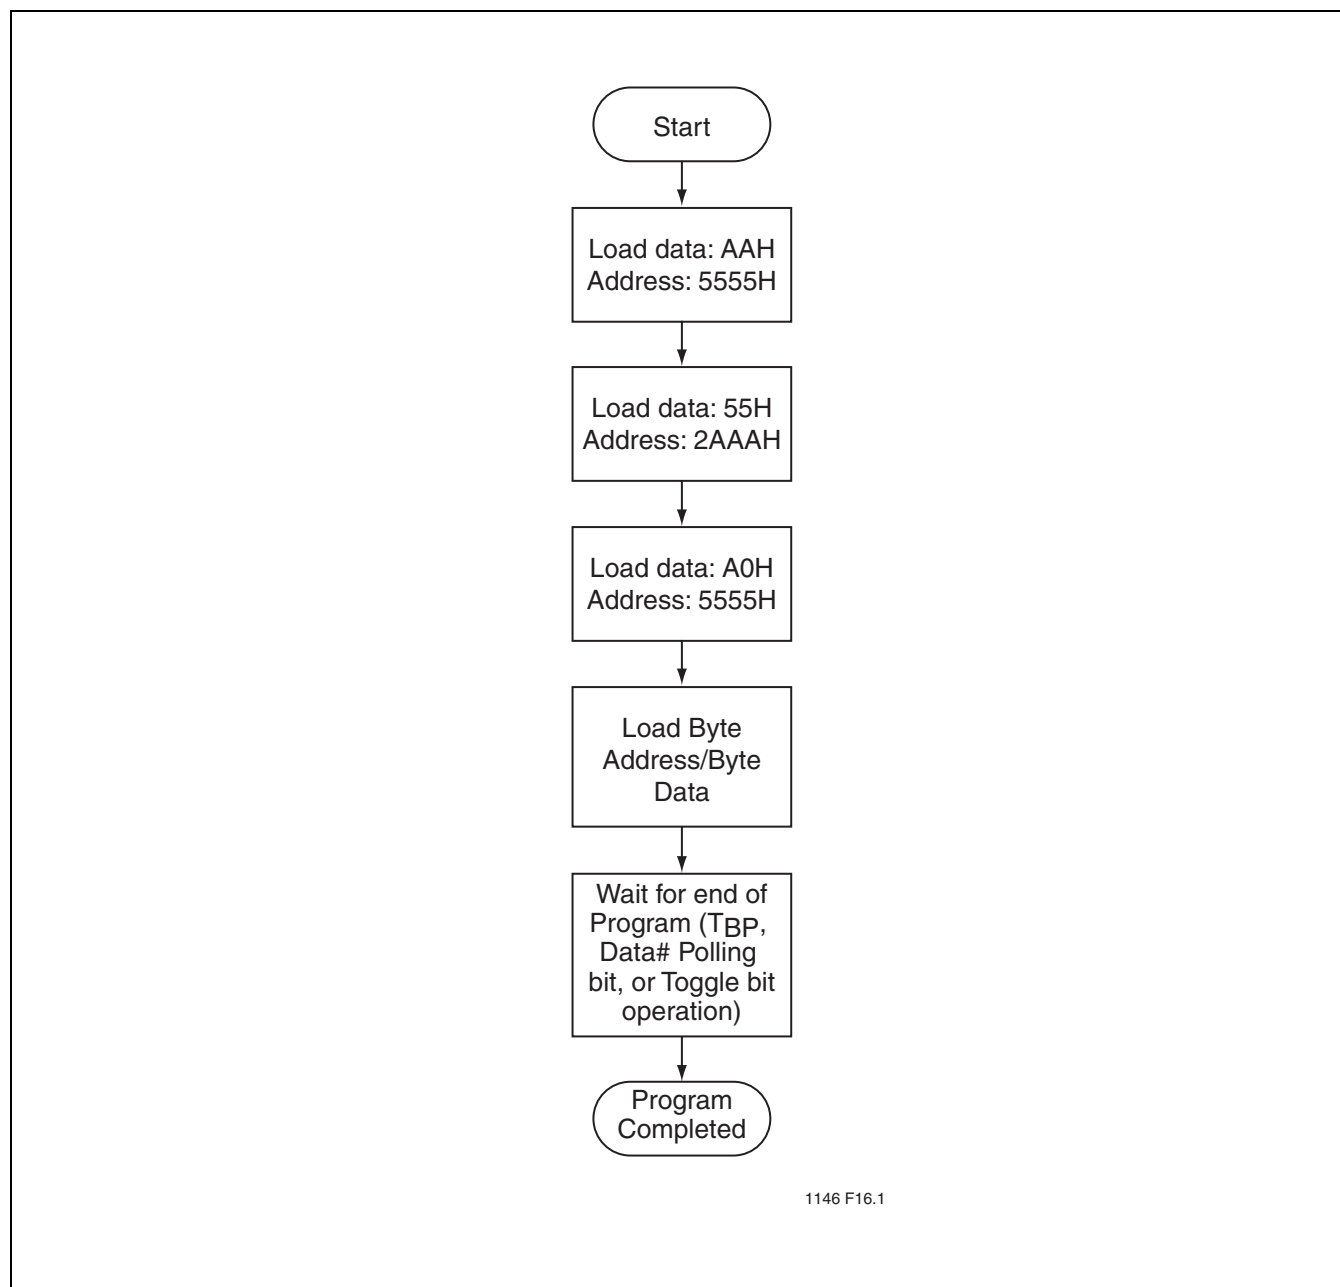 Start
Load data: AAH
Address: 5555H
Load data: 55H
Address: 2AAAH
Load data: A0H
Address: 5555H
Load Byte
Address/Byte
Data
Wait for end of
Program (TBP,
Data# Polling
bit, or Toggle bit
operation)
Program
Completed
1146 F16.1